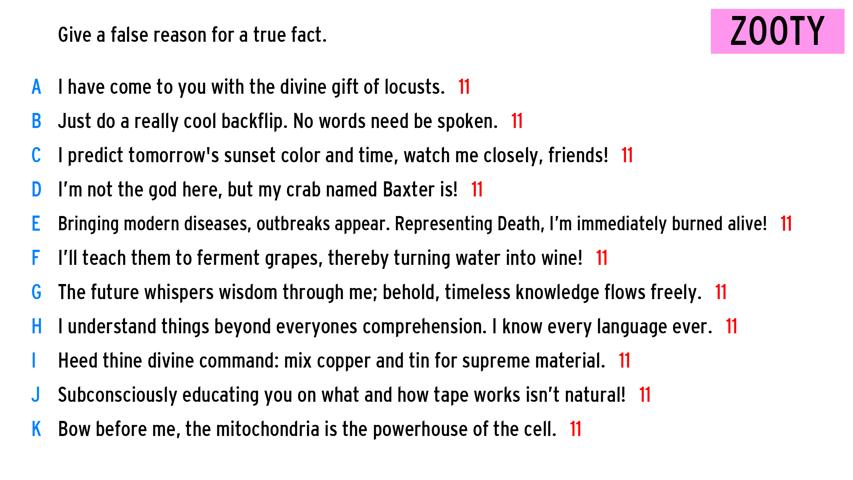 Give a false reason for a true fact.
ZOOTY
A I have come to you with the divine gift of locusts. 11
B Just do a really cool backflip. No words need be spoken. 11
C I predict tomorrow's sunset color and time, watch me closely, friends! 11
D I'm not the god here, but my crab named Baxter is! 11
E Bringing modern diseases, outbreaks appear. Representing Death, I'm immediately burned alive! 11
F I'll teach them to ferment grapes, thereby turning water into wine! 11
G The future whispers wisdom through me; behold, timeless knowledge flows freely. 11
H I understand things beyond everyones comprehension. I know every language ever. 11
I Heed thine divine command: mix copper and tin for supreme material. 11
J Subconsciously educating you on what and how tape works isn't natural! 11
K Bow before me, the mitochondria is the powerhouse of the cell. 11